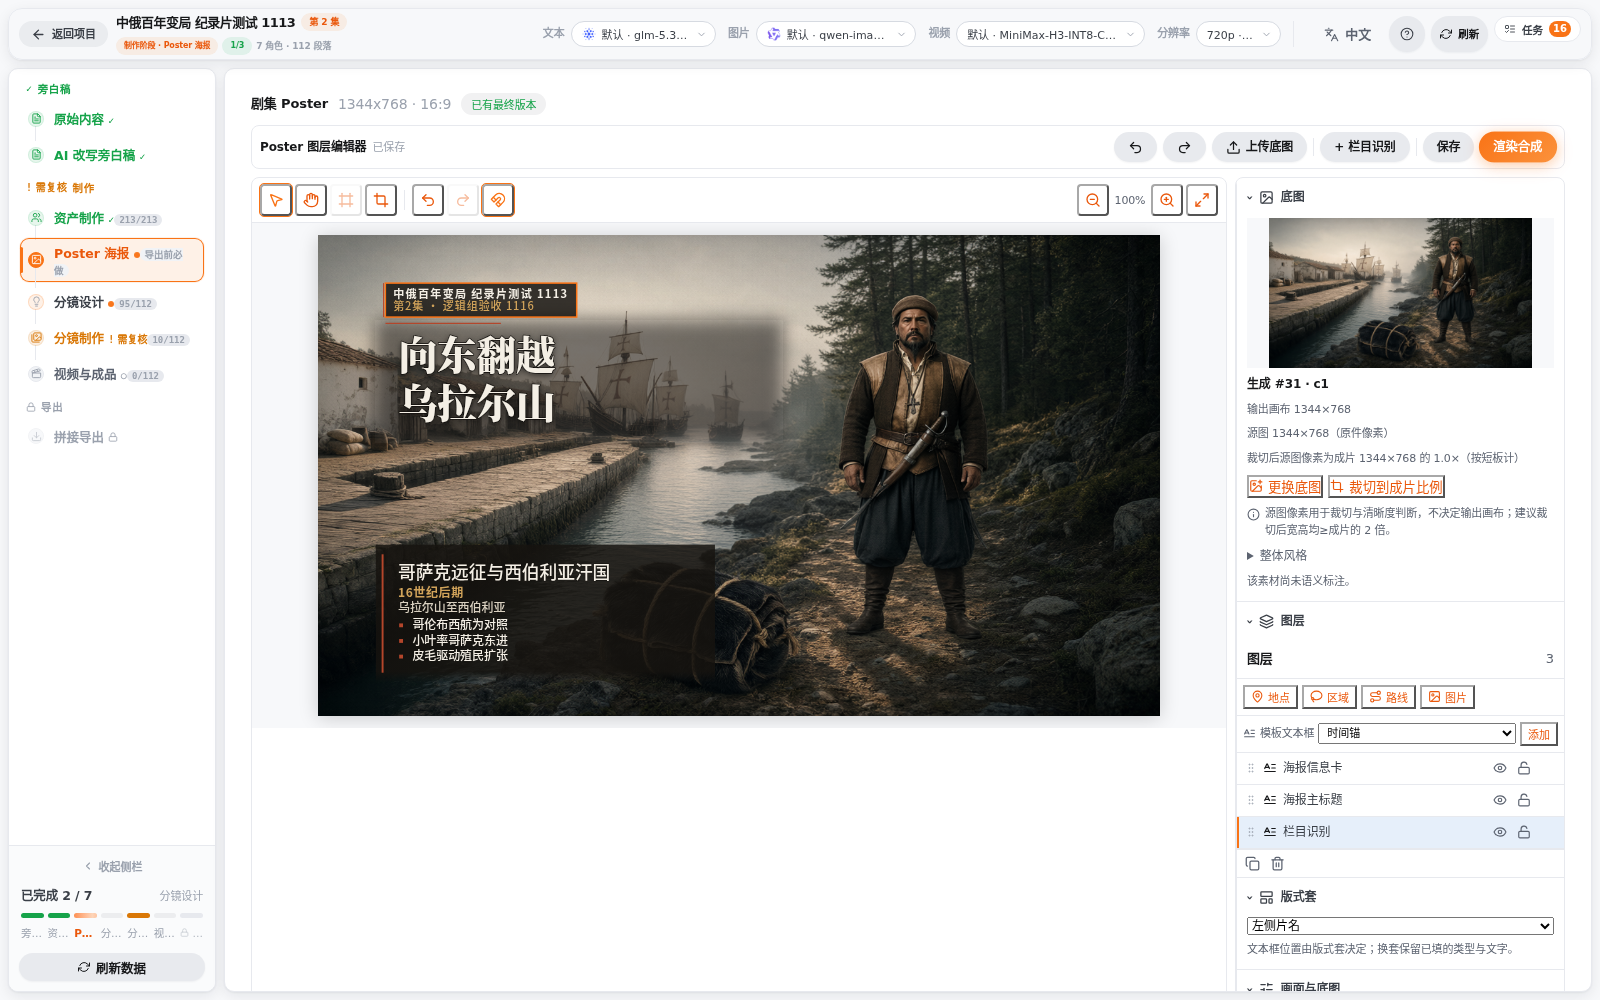 返回项目
中俄百年变局 纪录片测试 1113
第 2 集
制作阶段 · Poster 海报
1/3
7 角色 · 112 段落
文本
默认 · glm-5.3...
图片
默认 · qwen-ima...
视频
默认 · MiniMax-H3-INT8-C...
分辨率
720p ·...
中文
刷新
任务
16
✓ 旁白稿
原始内容 ✓
AI 改写旁白稿 ✓
! 需复核 制作
资产制作 ✓ 213/213
Poster 海报 ● 导出前必做
分镜设计 ● 95/112
分镜制作 ! 需复核 10/112
视频与成品 ○ 0/112
导出
拼接导出
收起侧栏
已完成 2 / 7
分镜设计
旁... 资... P... 分... 分... 视... ...
刷新数据
剧集 Poster
1344x768 · 16:9
已有最终版本
Poster 图层编辑器
已保存
上传底图
+ 栏目识别
保存
渲染合成
100%
中俄百年变局 纪录片测试 1113
第2集 · 逻辑组验收 1116
向东翻越
乌拉尔山
哥萨克远征与西伯利亚汗国
16世纪后期
乌拉尔山至西伯利亚
哥伦布西航为对照
小叶率哥萨克东进
皮毛驱动殖民扩张
底图
生成 #31 · c1
输出画布 1344×768
源图 1344×768（原件像素）
裁切后源图像素为成片 1344×768 的 1.0×（按短板计）
更换底图
裁切到成片比例
源图像素用于裁切与清晰度判断，不决定输出画布；建议裁
切后宽高均≥成片的 2 倍。
整体风格
该素材尚未语义标注。
图层
图层
3
地点
区域
路线
图片
模板文本框
时间锚
添加
海报信息卡
海报主标题
栏目识别
版式套
左侧片名
文本框位置由版式套决定；换套保留已填的类型与文字。
画面与底图